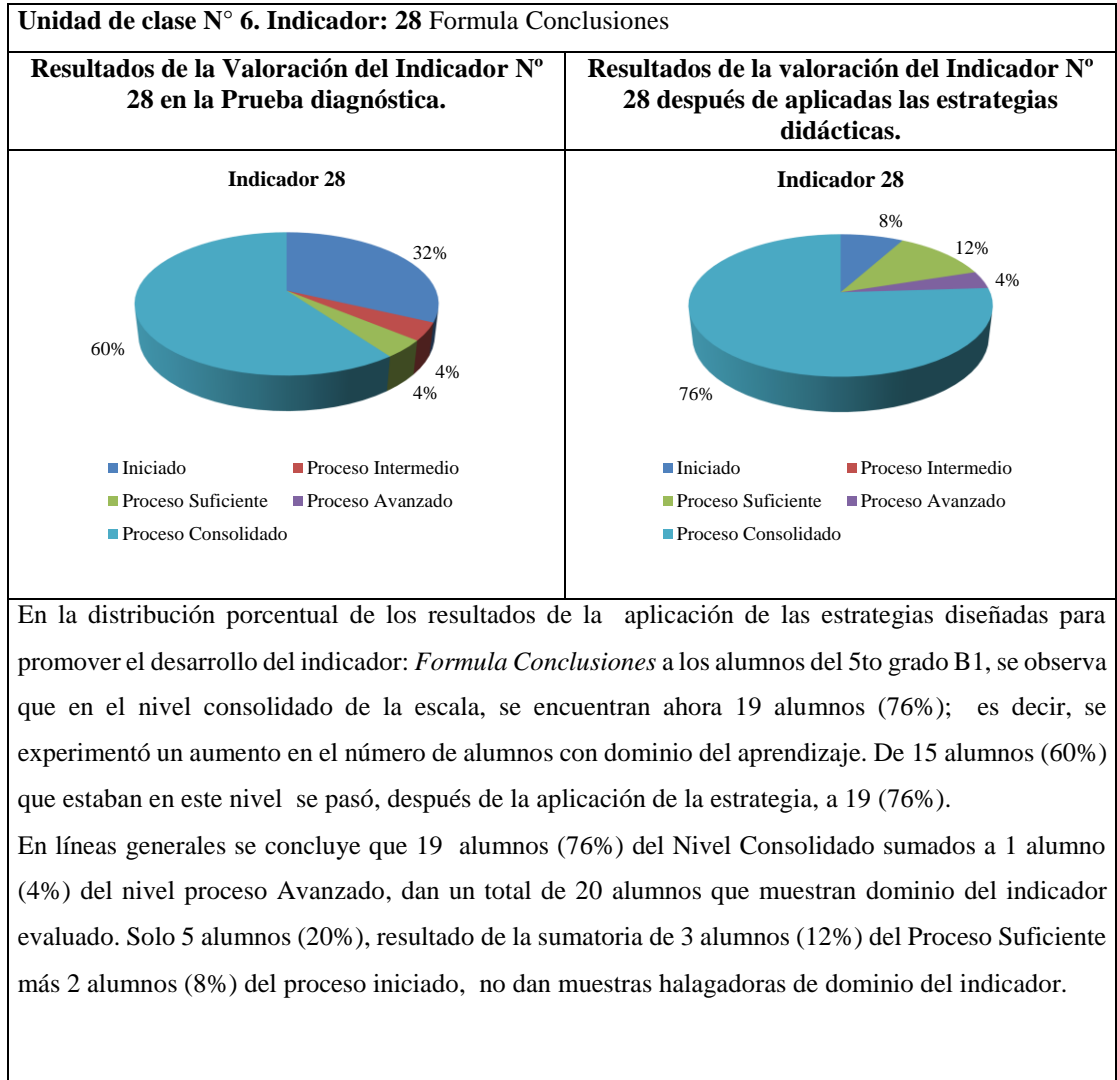 Unidad de clase N° 6. Indicador: 28 Formula Conclusiones
Resultados de la Valoración del Indicador Nº
28 en la Prueba diagnóstica.
Resultados de la valoración del Indicador Nº
28 después de aplicadas las estrategias
didácticas.
Indicador 28
32%
4%
4%
60%
Iniciado
Proceso Intermedio
Proceso Suficiente
Proceso Avanzado
Proceso Consolidado
Indicador 28
8%
12%
4%
76%
Iniciado
Proceso Intermedio
Proceso Suficiente
Proceso Avanzado
Proceso Consolidado
En la distribución porcentual de los resultados de la aplicación de las estrategias diseñadas para
promover el desarrollo del indicador: Formula Conclusiones a los alumnos del 5to grado B1, se observa
que en el nivel consolidado de la escala, se encuentran ahora 19 alumnos (76%); es decir, se
experimentó un aumento en el número de alumnos con dominio del aprendizaje. De 15 alumnos (60%)
que estaban en este nivel se pasó, después de la aplicación de la estrategia, a 19 (76%).
En líneas generales se concluye que 19 alumnos (76%) del Nivel Consolidado sumados a 1 alumno
(4%) del nivel proceso Avanzado, dan un total de 20 alumnos que muestran dominio del indicador
evaluado. Solo 5 alumnos (20%), resultado de la sumatoria de 3 alumnos (12%) del Proceso Suficiente
más 2 alumnos (8%) del proceso iniciado, no dan muestras halagadoras de dominio del indicador.